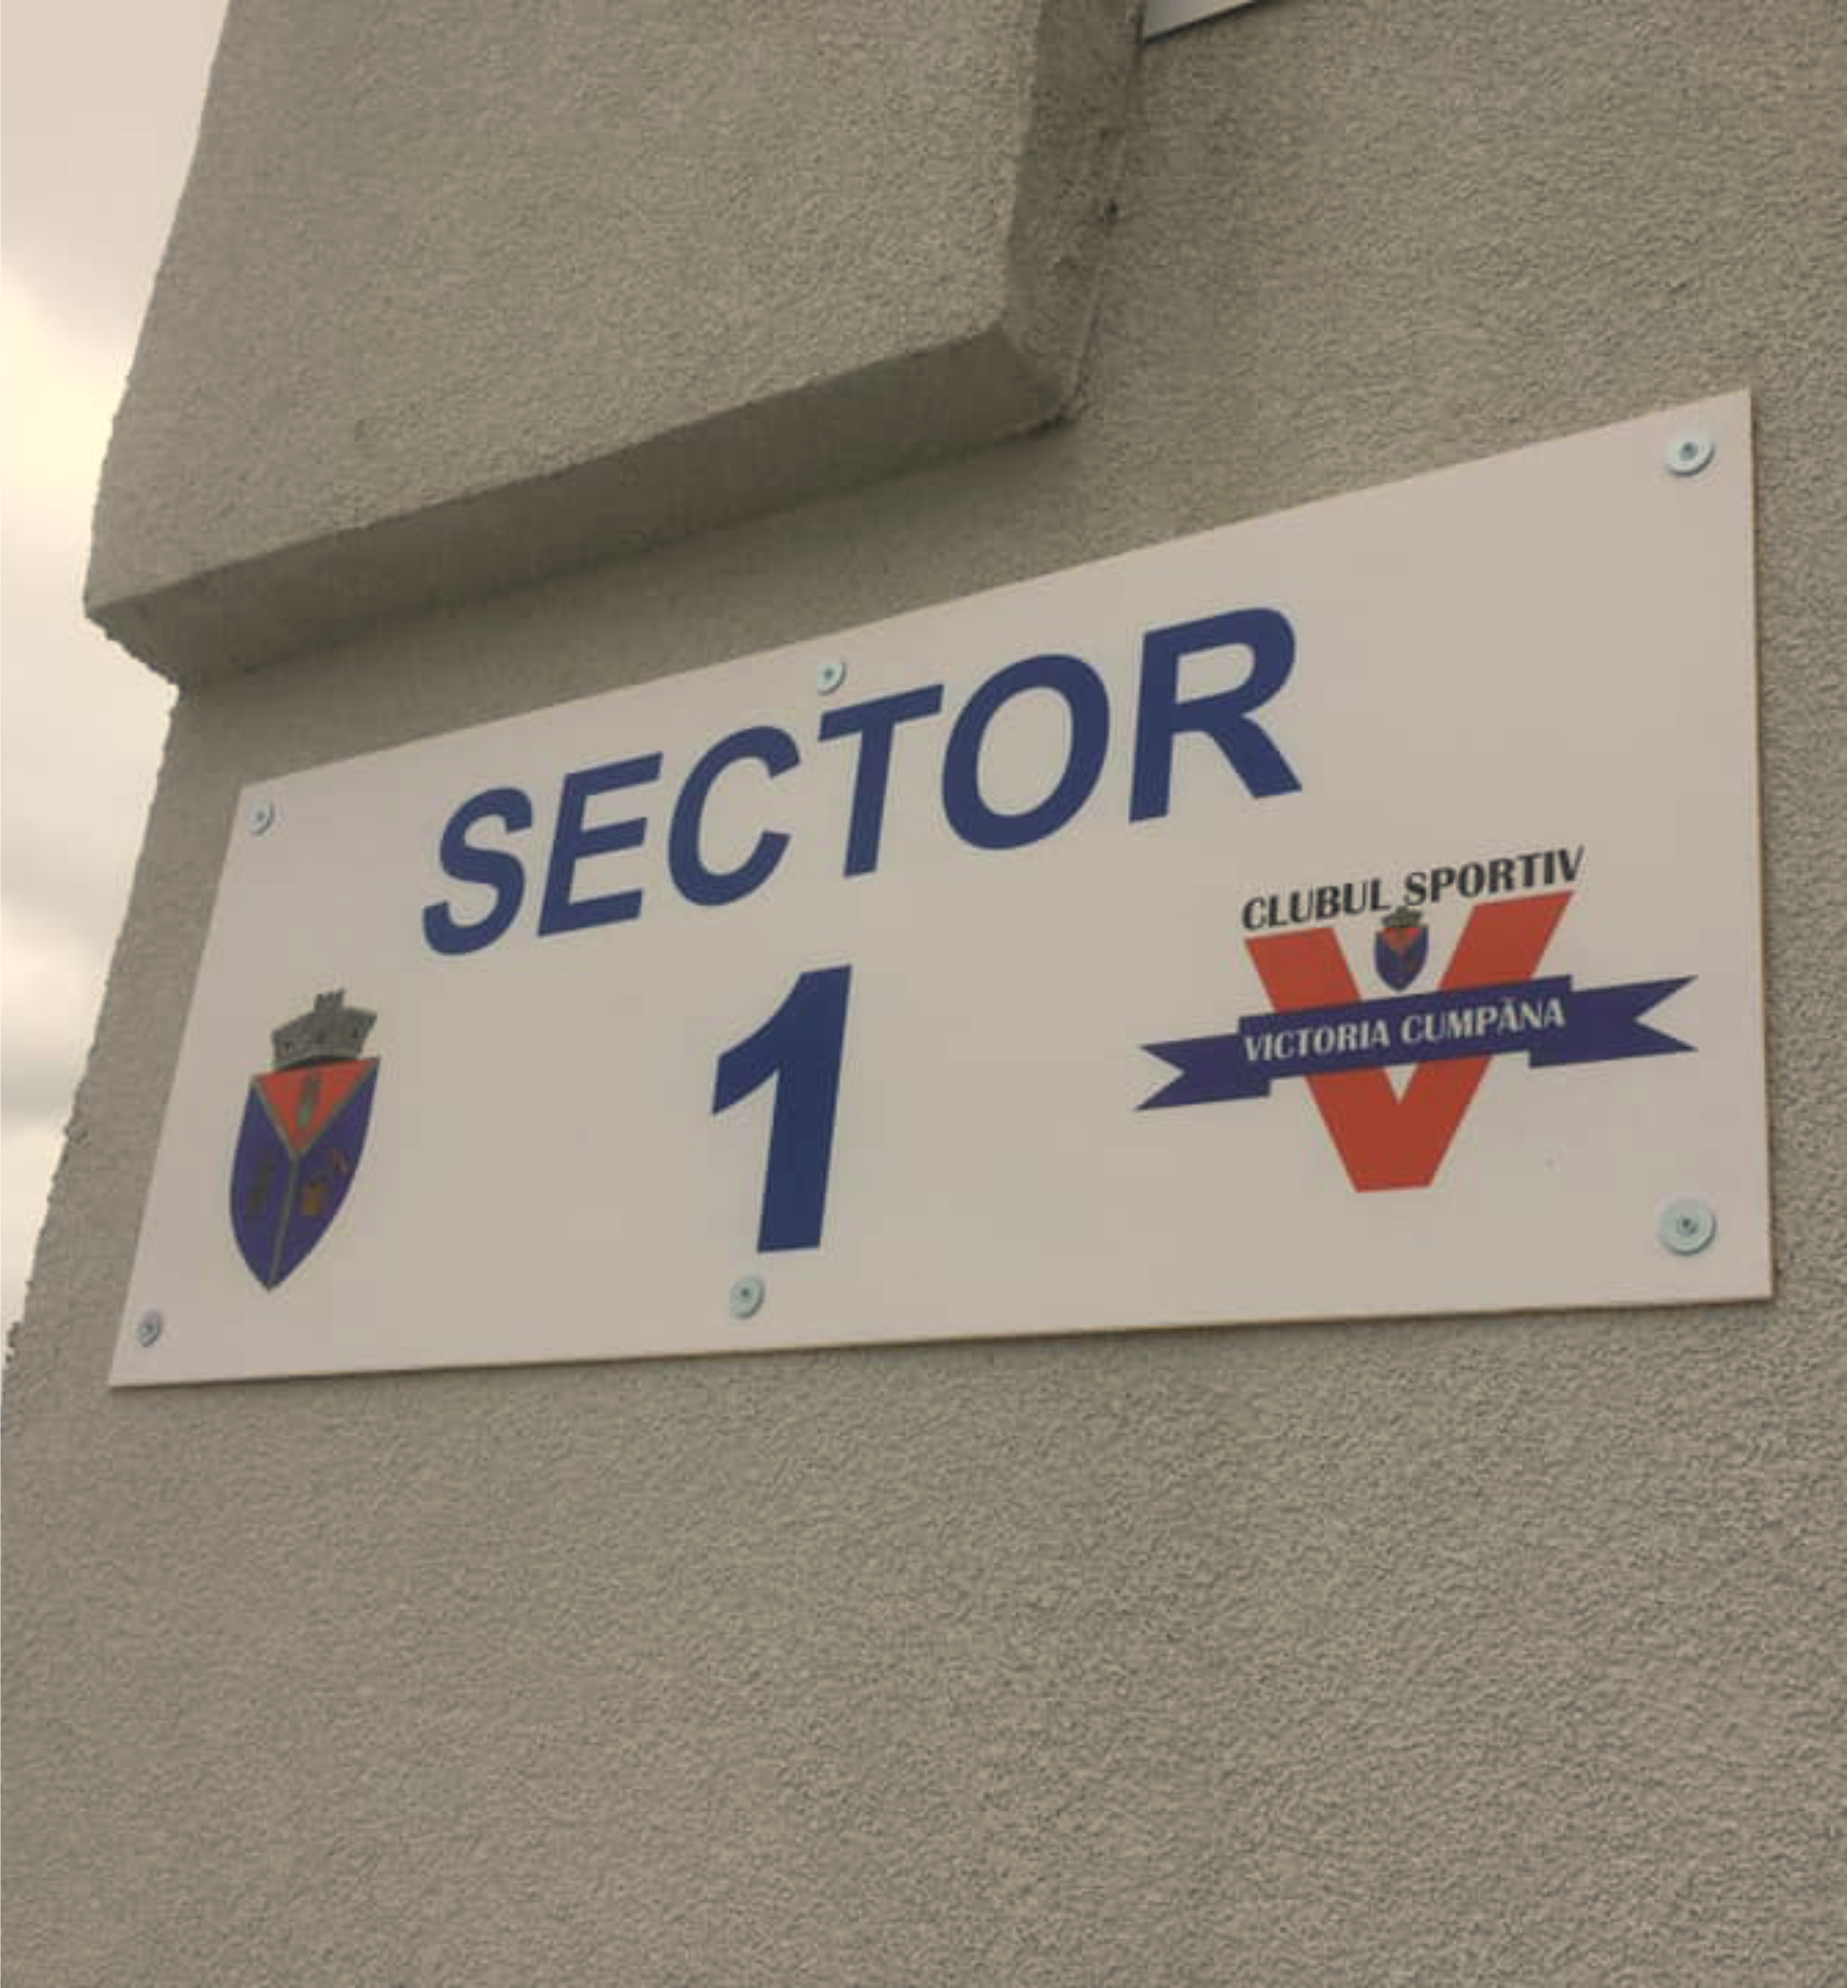 SECTOR
1
CLUBUL SPORTIV
VICTORIA CUMPĂNA